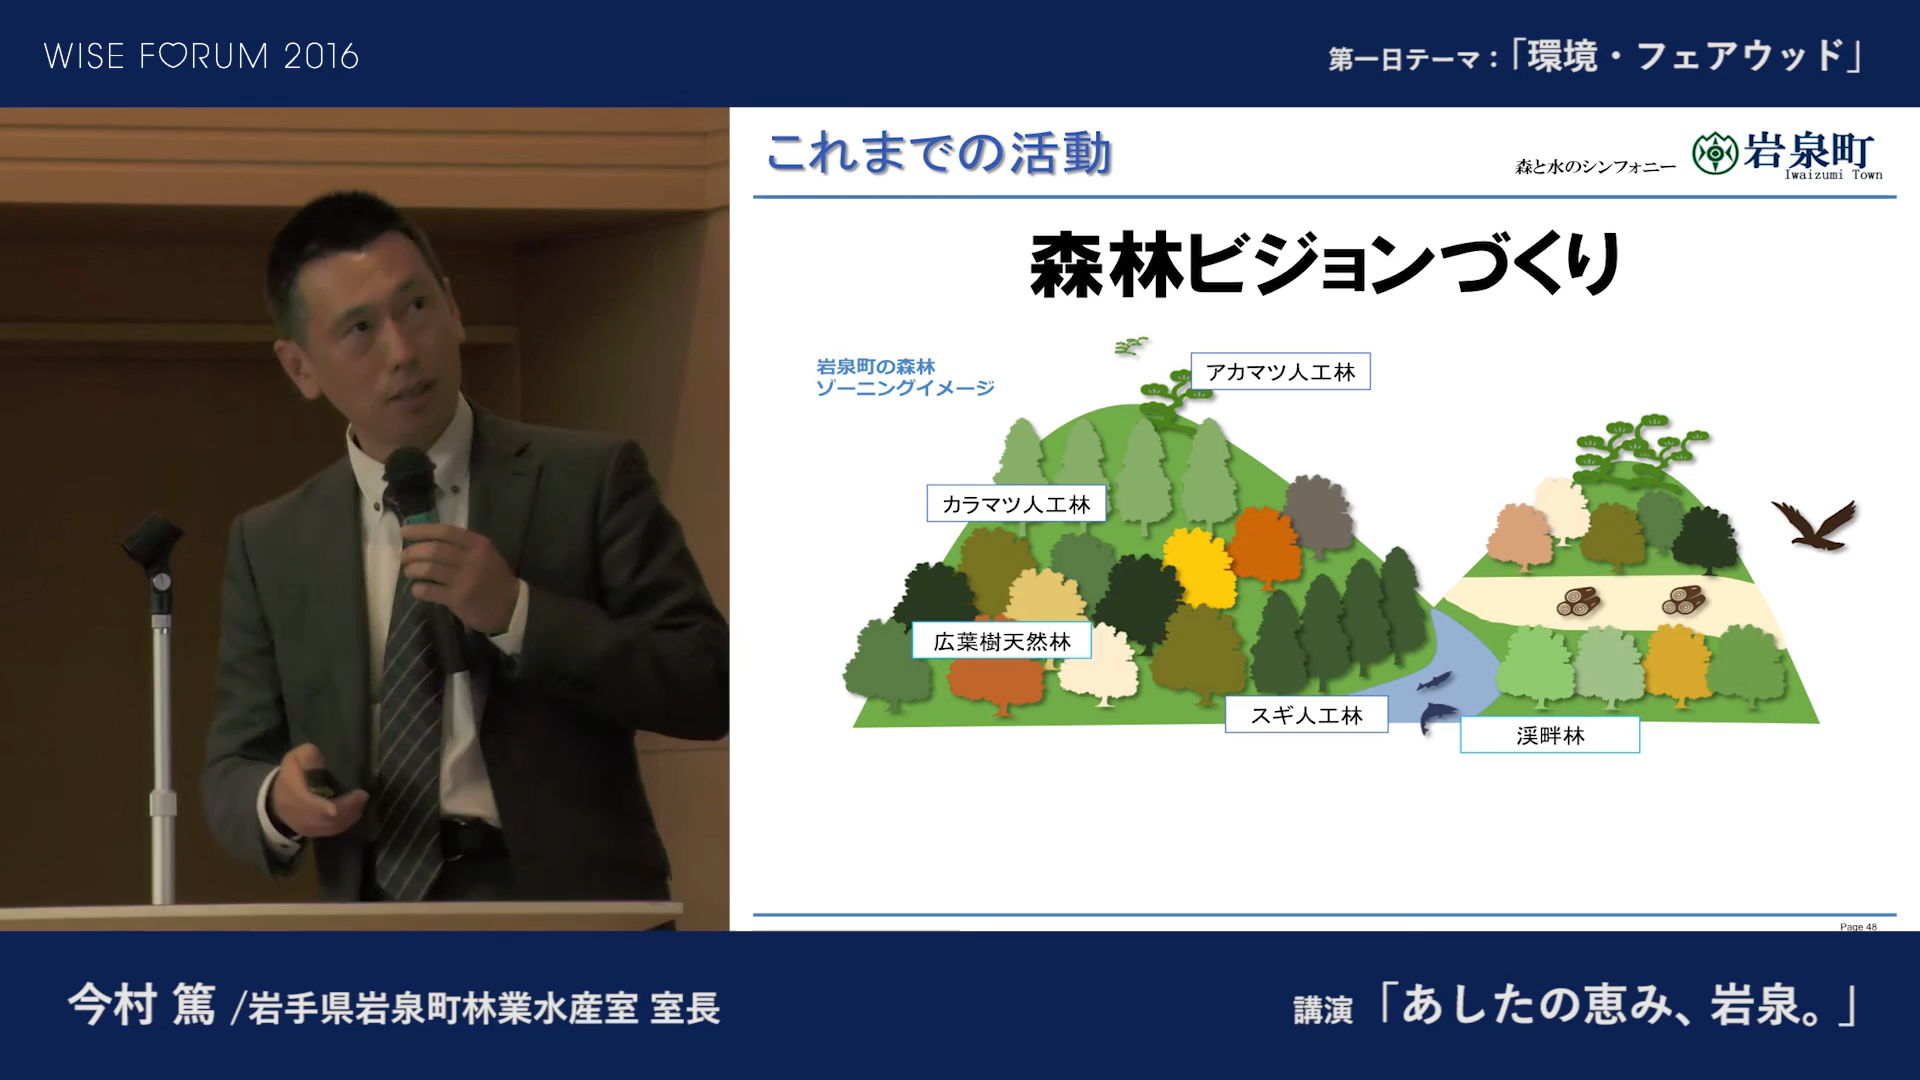 WISE FORUM 2016
第一日テーマ：「環境・フェアウッド」
これまでの活動
森と水のシンフォニー
岩泉町
Iwaizumi Town
森林ビジョンづくり
岩泉町の森林
ゾーニングイメージ
アカマツ人工林
カラマツ人工林
広葉樹天然林
スギ人工林
渓畔林
Page 48
今村 篤 /岩手県岩泉町林業水産室 室長
講演 「あしたの恵み、岩泉。」